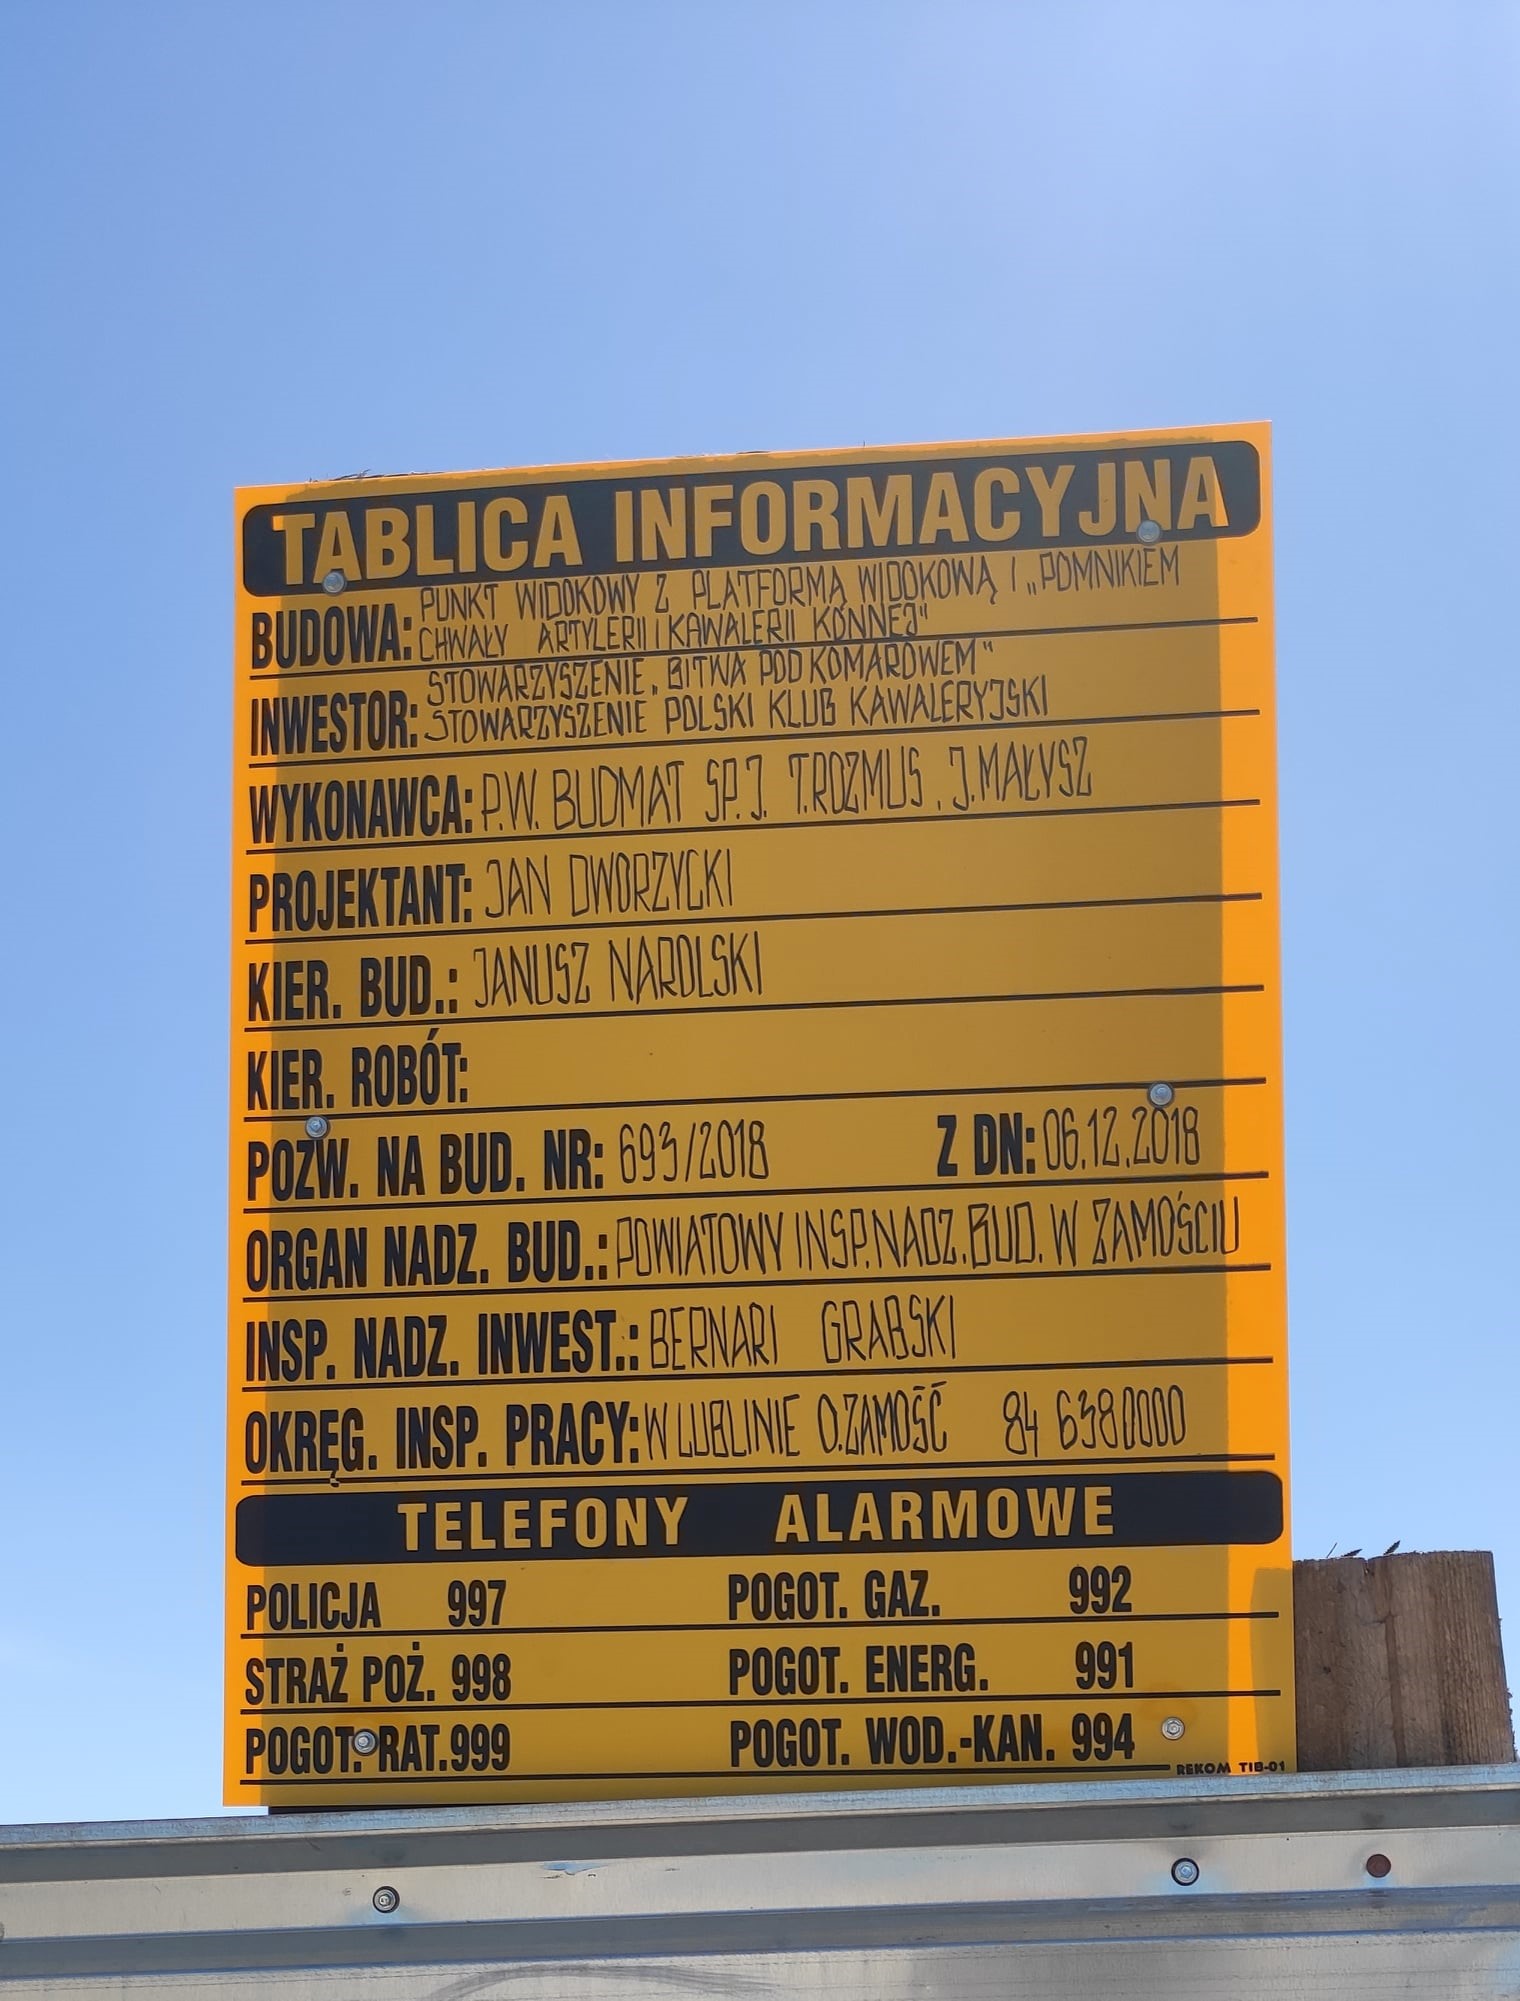 TABLICA INFORMACYJNA
BUDOWA: PUNKT WIDOKOWY Z PLATFORMĄ WIDOKOWĄ I „POMNIKIEM
CHWAŁY ARTYLERII I KAWALERII KONNEJ"
STOWARZYSZENIE „BITWA POD KOMAROWEM"
INWESTOR: STOWARZYSZENIE POLSKI KLUB KAWALERYJSKI
WYKONAWCA: P.W. BUDMAT SP.J. T.ROZMUS, J.MAŁYSZ
PROJEKTANT: JAN DWORZYCKI
KIER. BUD.: JANUSZ NAROLSKI
KIER. ROBÓT:
POZW. NA BUD. NR: 693/2018 Z DN: 06.12.2018
ORGAN NADZ. BUD.: POWIATOWY INSP.NADZ.BUD. W ZAMOŚCIU
INSP. NADZ. INWEST.: BERNARI GRABSKI
OKRĘG. INSP. PRACY: W LUBLINIE O.ZAMOŚĆ 84 6380000
TELEFONY ALARMOWE
POLICJA 997 POGOT. GAZ. 992
STRAŻ POŻ. 998 POGOT. ENERG. 991
POGOT. RAT. 999 POGOT. WOD.-KAN. 994
REKOM TIB-01